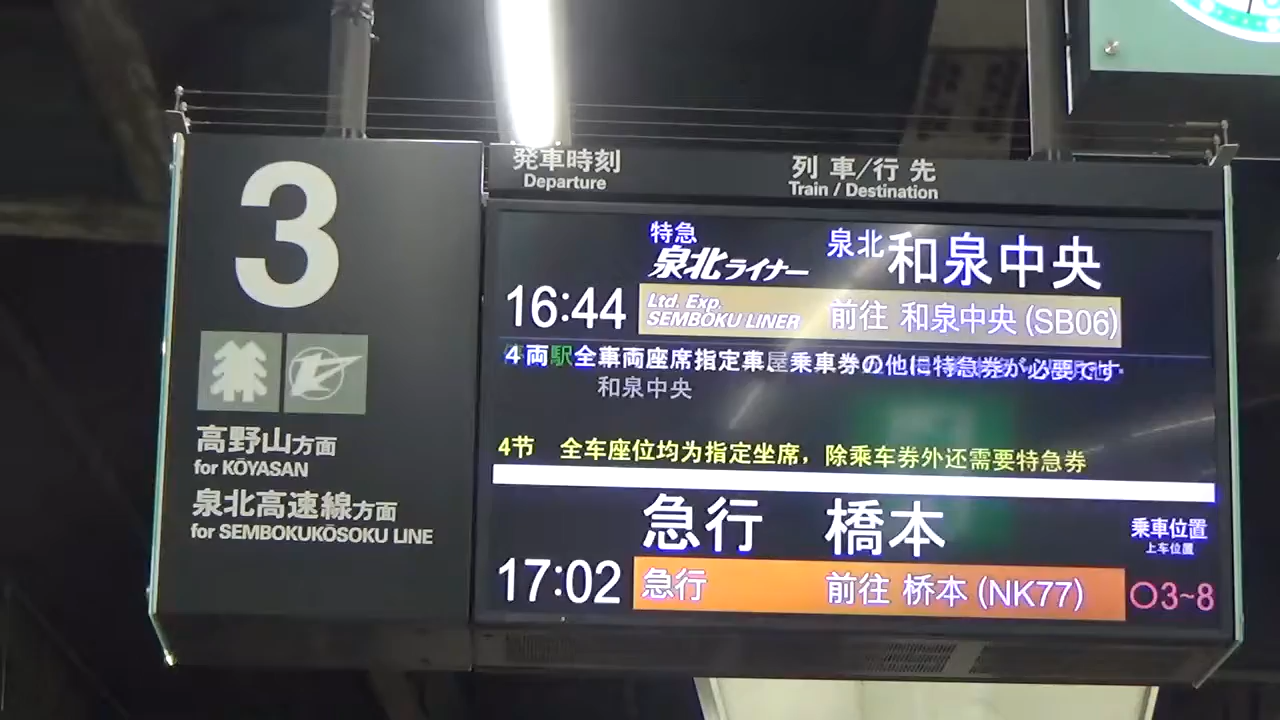 3
高野山方面
for KŌYASAN
泉北高速線方面
for SEMBOKUKŌSOKU LINE
発車時刻
Departure
列車/行先
Train / Destination
特急
泉北ライナー
泉北 和泉中央
16:44
Ltd. Exp.
SEMBOKU LINER
前往 和泉中央 (SB06)
4両 全車両座席指定 乗車券の他に特急券が必要です
和泉中央
4节 全车座位均为指定坐席，除乘车券外还需要特急券
急行 橋本
乗車位置
上车位置
17:02
急行 前往 桥本 (NK77)
○3~8